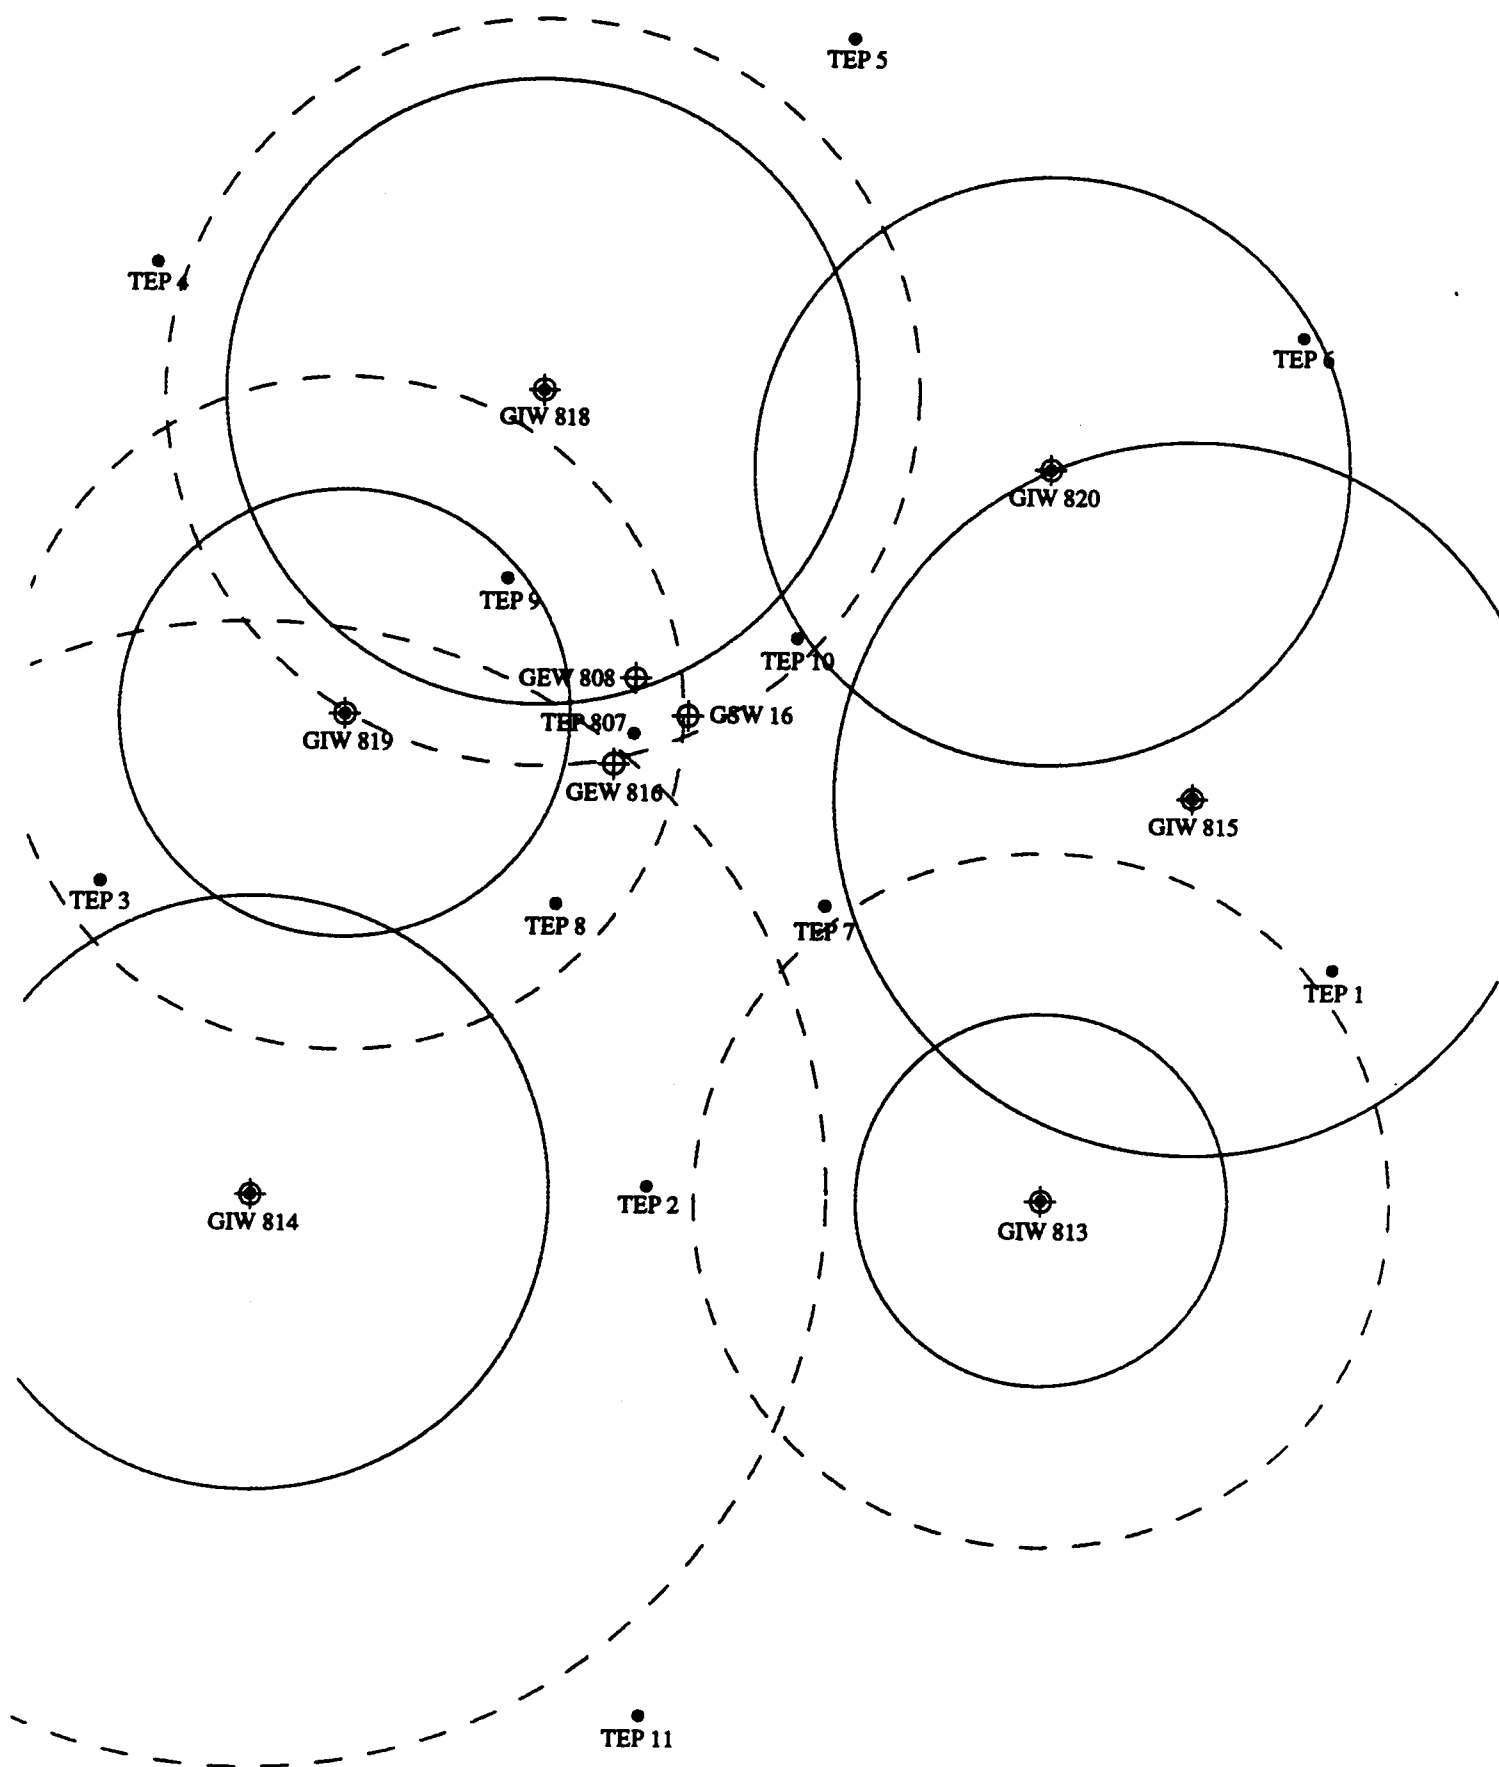 TEP 5
TEP 4
TEP 6
GIW 818
GIW 820
TEP 9
TEP 10
GEW 808
GSW 16
TEP 807
GIW 819
GEW 816
GIW 815
TEP 3
TEP 8
TEP 7
TEP 1
TEP 2
GIW 814
GIW 813
TEP 11